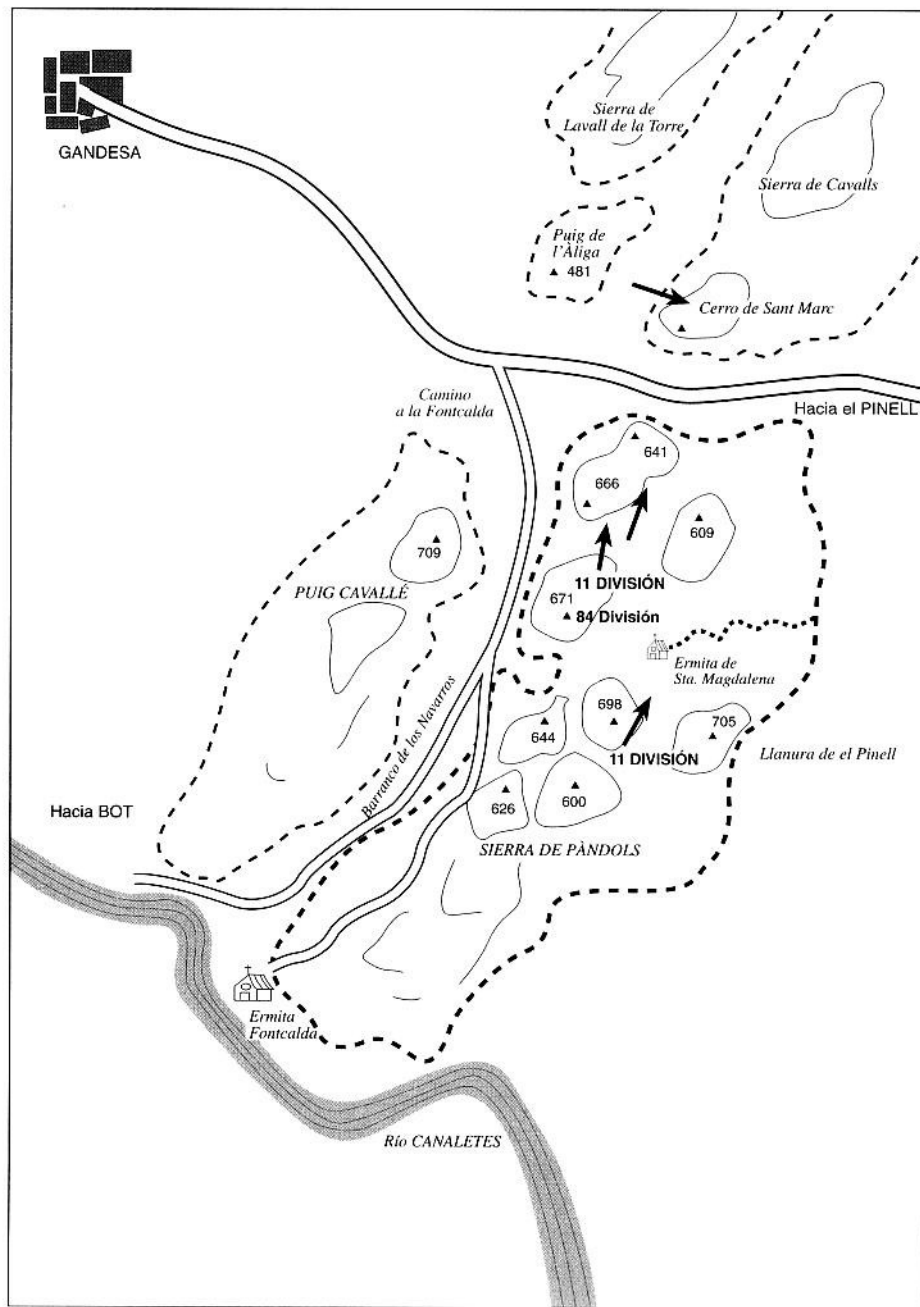 GANDESA
Sierra de
Lavall de la Torre
Sierra de Cavalls
Puig de
l'Àliga
481
Cerro de Sant Marc
Camino
a la Fontcalda
Hacia el PINELL
641
666
609
709
11 DIVISIÓN
PUIG CAVALLÉ
671
84 División
Ermita de
Sta. Magdalena
Barranco de los Navarros
698
705
644
11 DIVISIÓN
Llanura de el Pinell
Hacia BOT
626
600
SIERRA DE PÀNDOLS
Ermita
Fontcalda
Río CANALETES